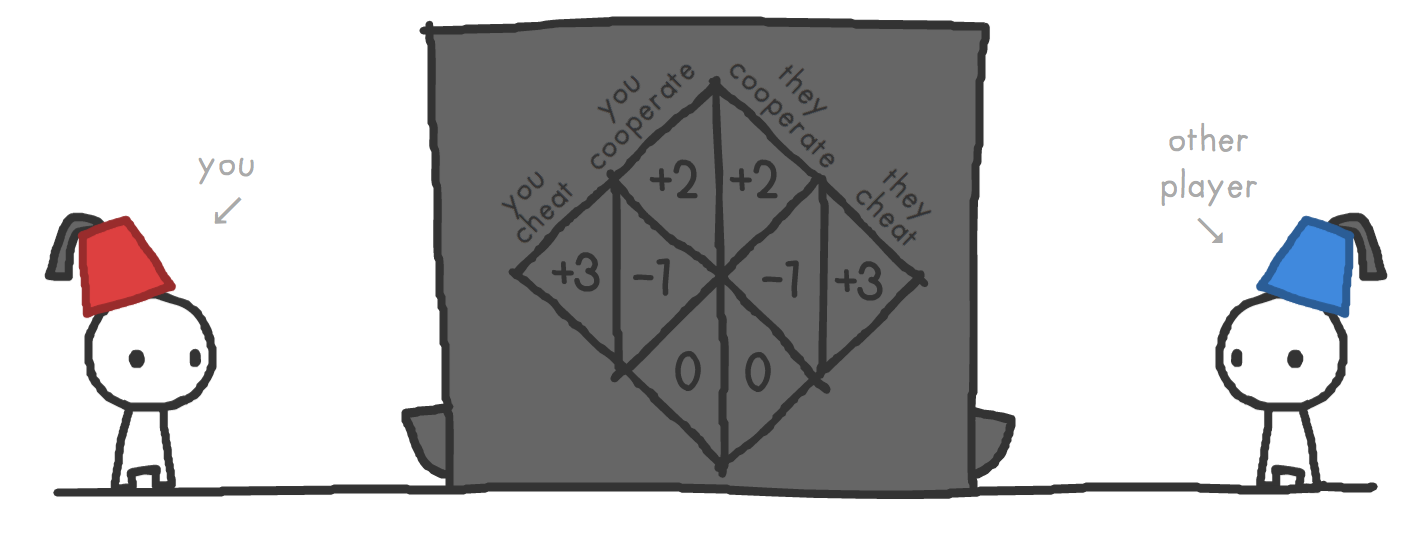 you
you
cooperate
they
cooperate
other
player
you
cheat
they
cheat
+2 +2
+3 -1 -1 +3
0 0